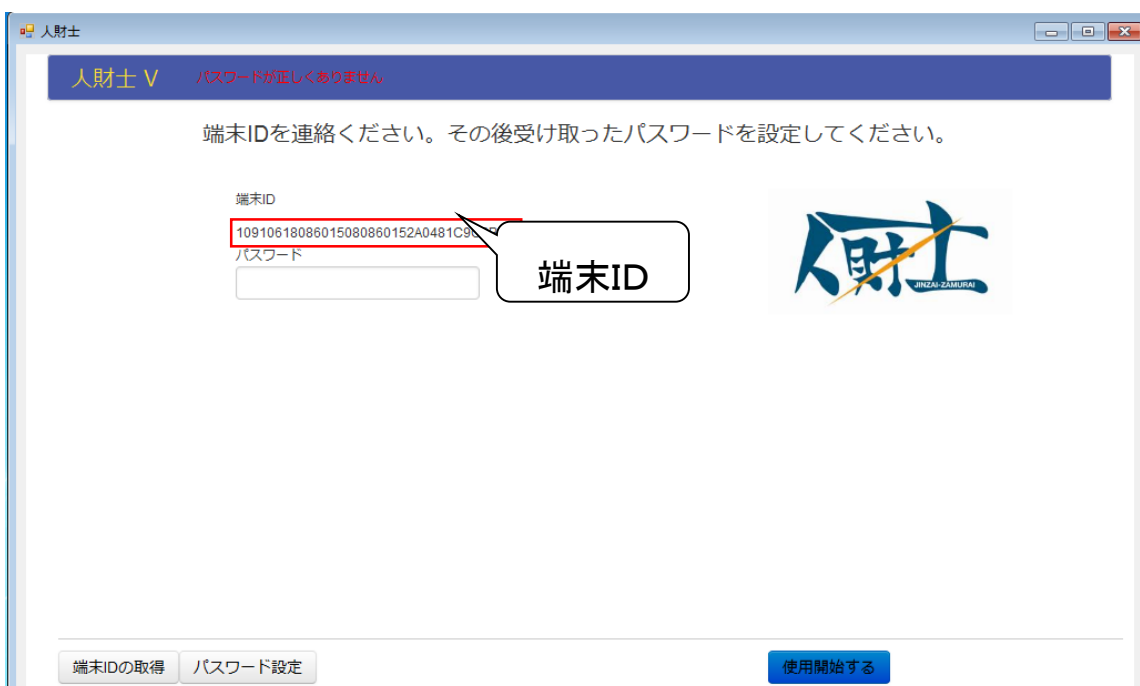 人財士
人財士 V パスワードが正しくありません
端末IDを連絡ください。その後受け取ったパスワードを設定してください。
端末ID
10910618086015080860152A0481C9
パスワード
端末ID
人財士
JINZAI-ZAMURAI
端末IDの取得 パスワード設定 使用開始する